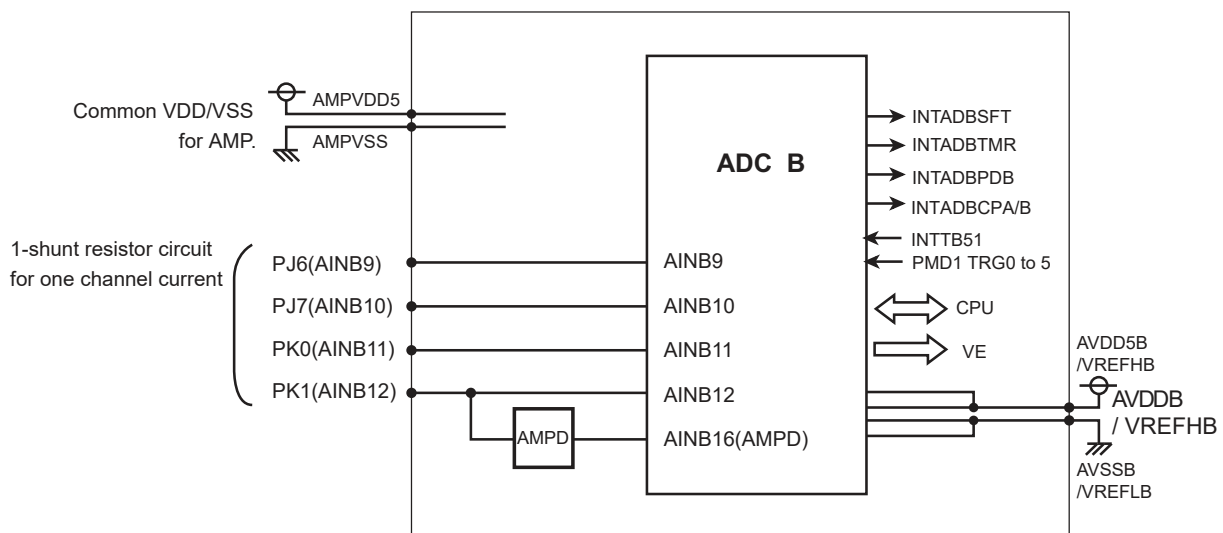 Common VDD/VSS
for AMP.
AMPVDD5
AMPVSS
ADC B
INTADBSFT
INTADBTMR
INTADBPDB
INTADBCPA/B
INTTB51
PMD1 TRG0 to 5
CPU
VE
1-shunt resistor circuit
for one channel current
PJ6(AINB9)
PJ7(AINB10)
PK0(AINB11)
PK1(AINB12)
AINB9
AINB10
AINB11
AINB12
AMPD
AINB16(AMPD)
AVDD5B
/VREFHB
AVDDB
/ VREFHB
AVSSB
/VREFLB